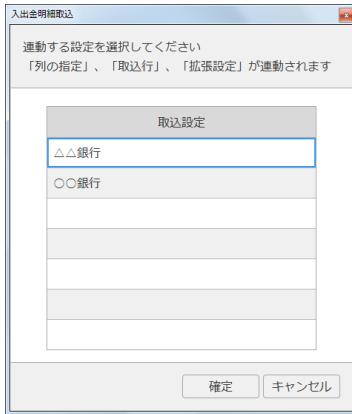 入出金明細取込
連動する設定を選択してください
「列の指定」、「取込行」、「拡張設定」が連動されます
取込設定
△△銀行
○○銀行
確定
キャンセル